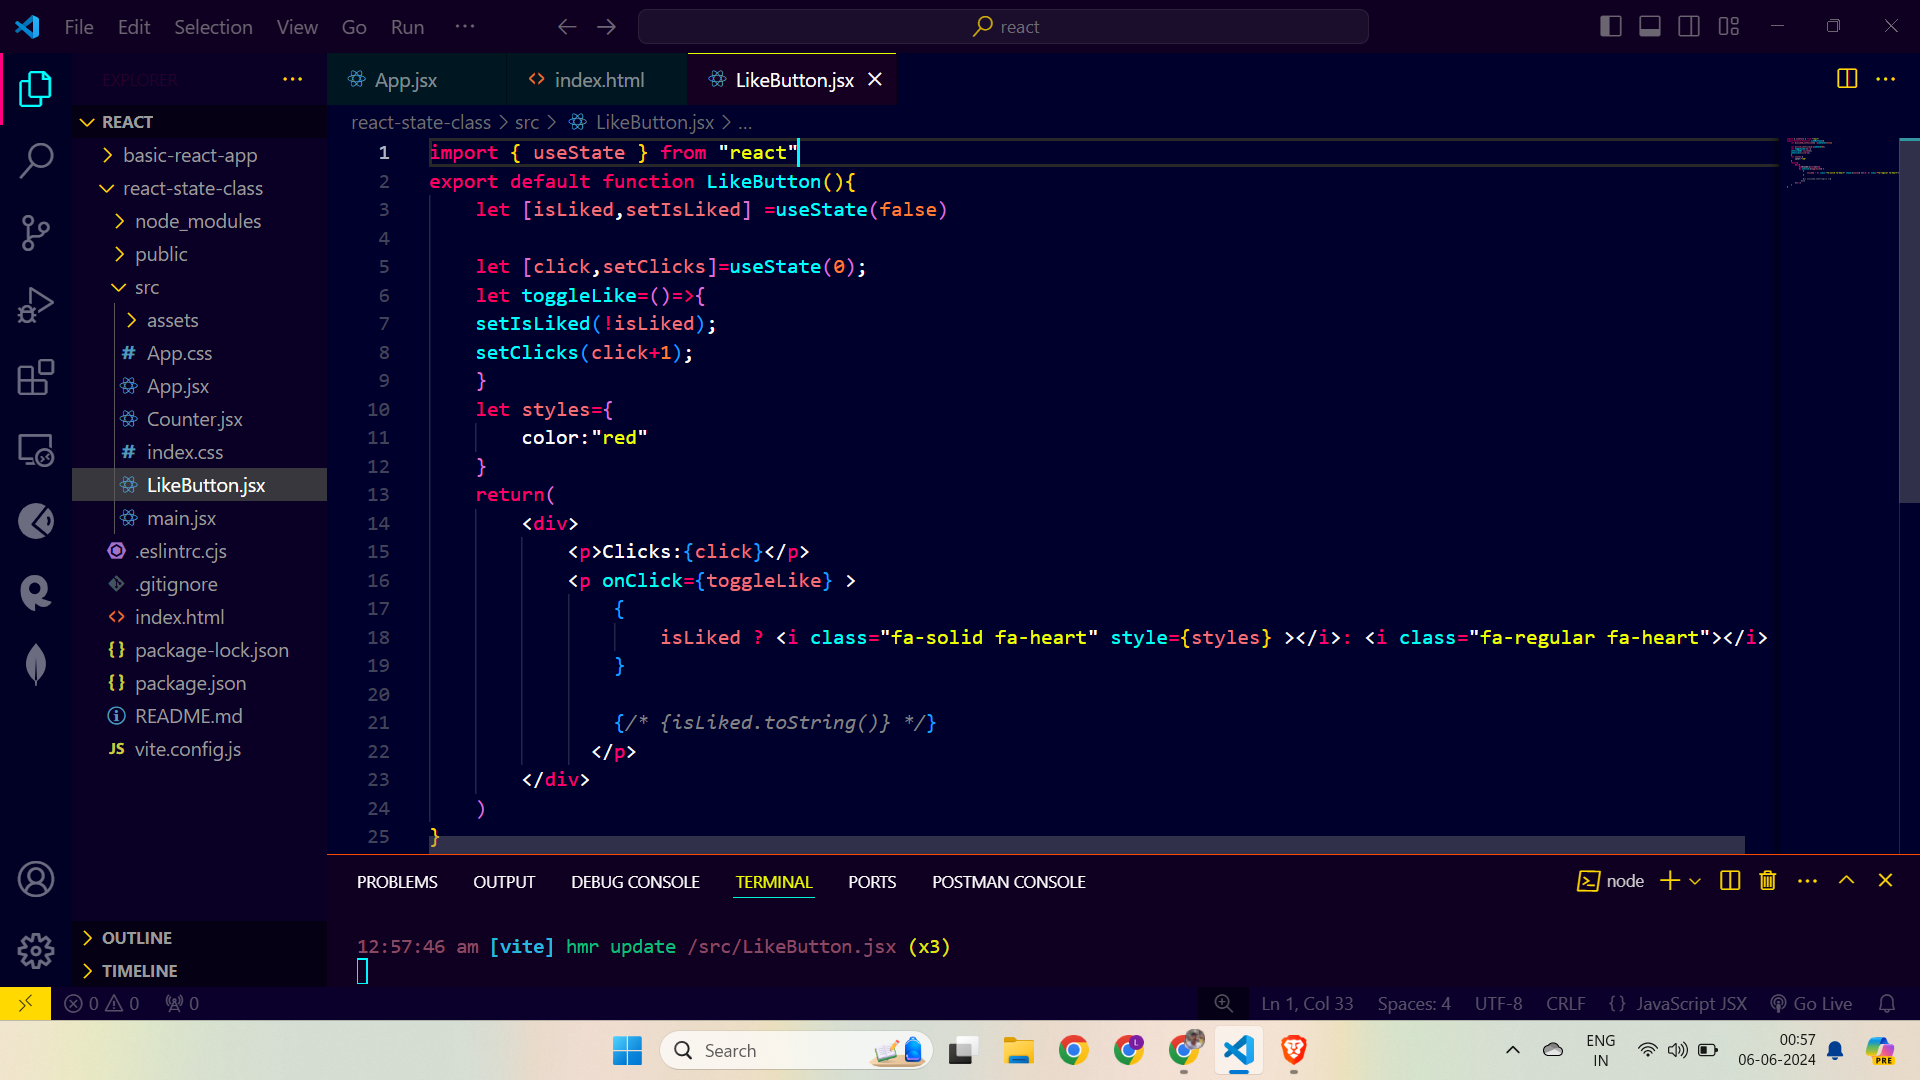 File Edit Selection View Go Run ...
react
EXPLORER ...
App.jsx index.html LikeButton.jsx
REACT
react-state-class > src > LikeButton.jsx > ...
basic-react-app
react-state-class
node_modules
public
src
assets
# App.css
App.jsx
Counter.jsx
# index.css
LikeButton.jsx
main.jsx
.eslintrc.cjs
.gitignore
index.html
{} package-lock.json
{} package.json
README.md
JS vite.config.js
OUTLINE
TIMELINE
1 import { useState } from "react"
2 export default function LikeButton(){
3 let [isLiked,setIsLiked] =useState(false)
4
5 let [click,setClicks]=useState(0);
6 let toggleLike=()=>{
7 setIsLiked(!isLiked);
8 setClicks(click+1);
9 }
10 let styles={
11 color:"red"
12 }
13 return(
14 <div>
15 <p>Clicks:{click}</p>
16 <p onClick={toggleLike} >
17 {
18 isLiked ? <i class="fa-solid fa-heart" style={styles} ></i>: <i class="fa-regular fa-heart"></i>
19 }
20
21 {/* {isLiked.toString()} */}
22 </p>
23 </div>
24 )
25 }
PROBLEMS OUTPUT DEBUG CONSOLE TERMINAL PORTS POSTMAN CONSOLE
node
12:57:46 am [vite] hmr update /src/LikeButton.jsx (x3)
0 0 0
Ln 1, Col 33 Spaces: 4 UTF-8 CRLF {} JavaScript JSX Go Live
Search
L
ENG
IN
00:57
06-06-2024
PRE